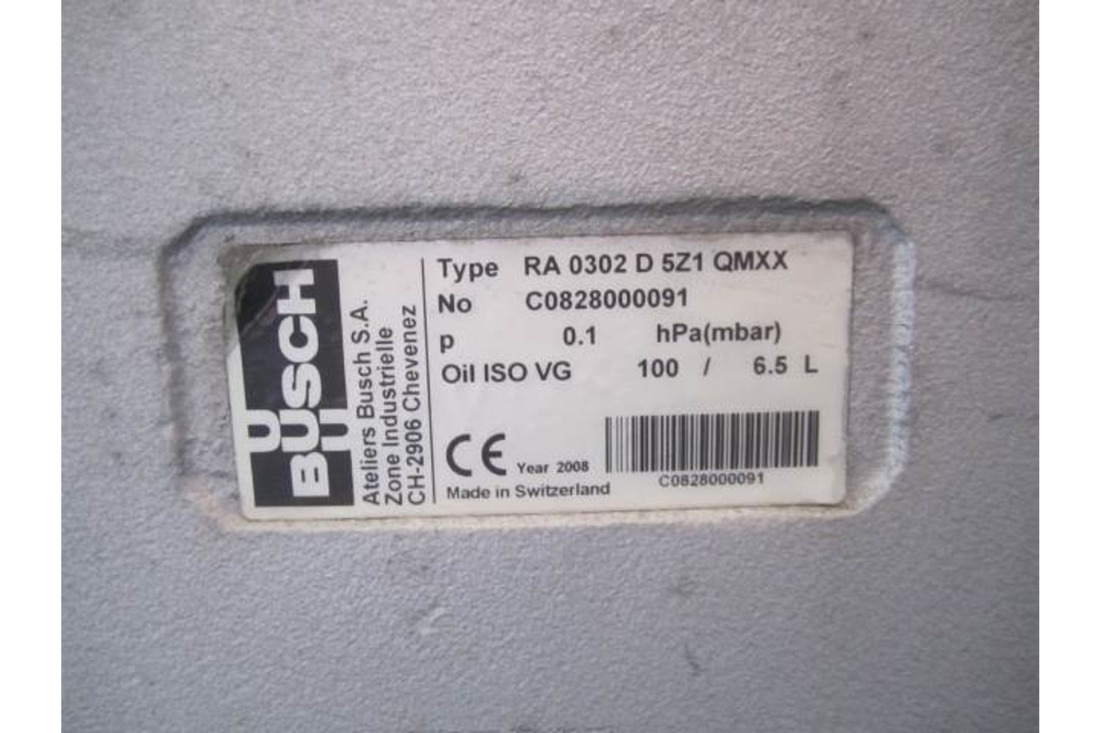 BUSCH
Ateliers Busch S.A.
Zone Industrielle
CH-2906 Chevenez
Type RA 0302 D 5Z1 QMXX
No C0828000091
p 0.1 hPa(mbar)
Oil ISO VG 100 / 6.5 L
CE Year 2008
Made in Switzerland
C0828000091